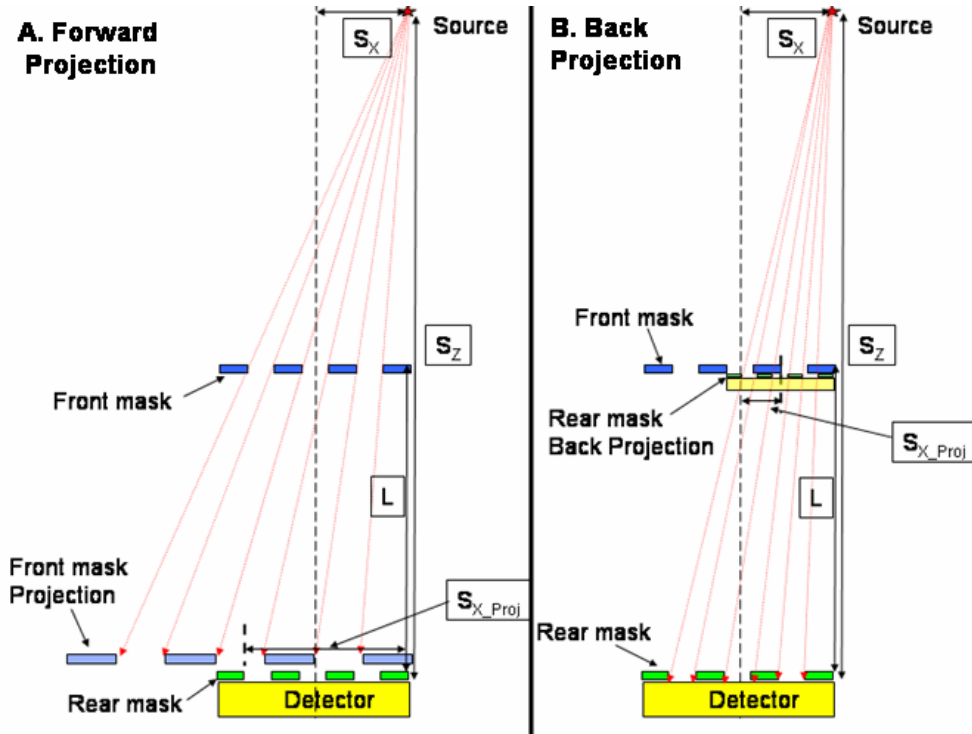 A. Forward
Projection
S_X
Source
S_Z
Front mask
L
Front mask
Projection
S_X_Proj
Rear mask
Detector
B. Back
Projection
S_X
Source
Front mask
S_Z
Rear mask
Back Projection
S_X_Proj
L
Rear mask
Detector